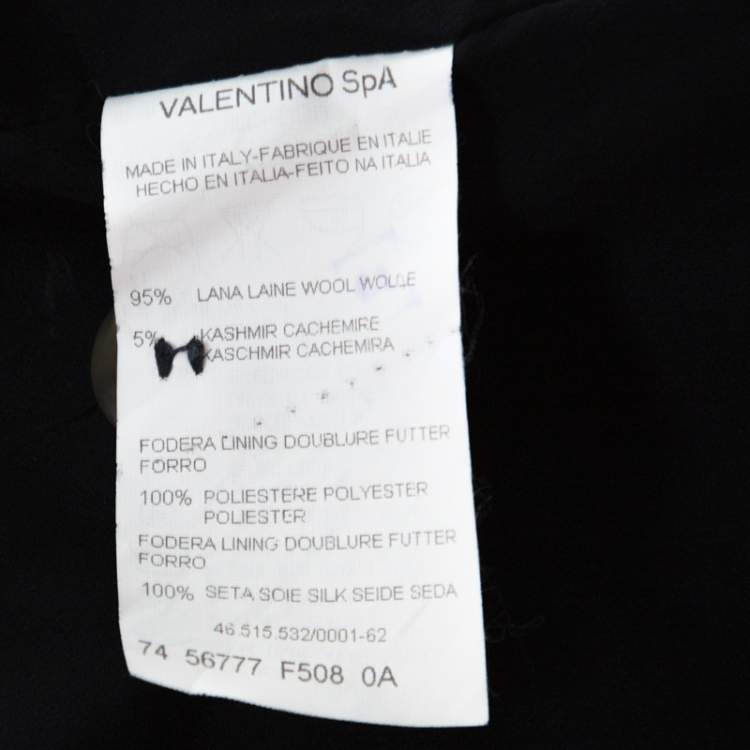 VALENTINO SpA
MADE IN ITALY-FABRIQUE EN ITALIE
HECHO EN ITALIA-FEITO NA ITALIA
95% LANA LAINE WOOL WOLLE
5% KASHMIR CACHEMIRE
KASCHMIR CACHEMIRA
FODERA LINING DOUBLURE FUTTER
FORRO
100% POLIESTERE POLYESTER
POLIESTER
FODERA LINING DOUBLURE FUTTER
FORRO
100% SETA SOIE SILK SEIDE SEDA
46.515.532/0001-62
74 56777 F508 0A